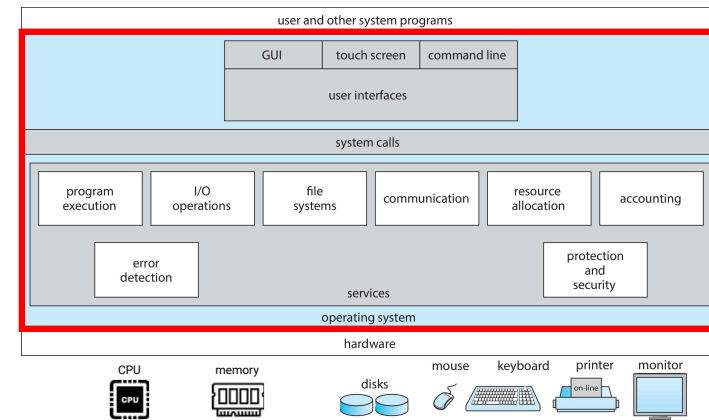 user and other system programs
GUI
touch screen
command line
user interfaces
system calls
program
execution
I/O
operations
file
systems
communication
resource
allocation
accounting
error
detection
protection
and
security
services
operating system
hardware
CPU
memory
disks
mouse
keyboard
printer
monitor
CPU
on-line